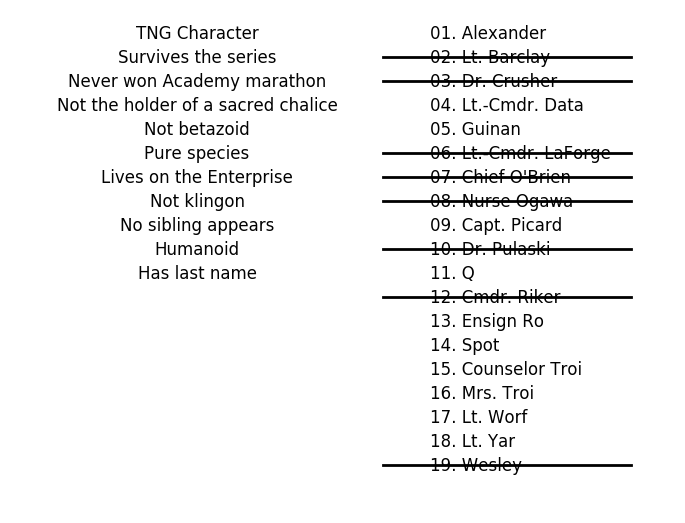 TNG Character
Survives the series
Never won Academy marathon
Not the holder of a sacred chalice
Not betazoid
Pure species
Lives on the Enterprise
Not klingon
No sibling appears
Humanoid
Has last name
01. Alexander
02. Lt. Barclay
03. Dr. Crusher
04. Lt.-Cmdr. Data
05. Guinan
06. Lt.-Cmdr. LaForge
07. Chief O'Brien
08. Nurse Ogawa
09. Capt. Picard
10. Dr. Pulaski
11. Q
12. Cmdr. Riker
13. Ensign Ro
14. Spot
15. Counselor Troi
16. Mrs. Troi
17. Lt. Worf
18. Lt. Yar
19. Wesley